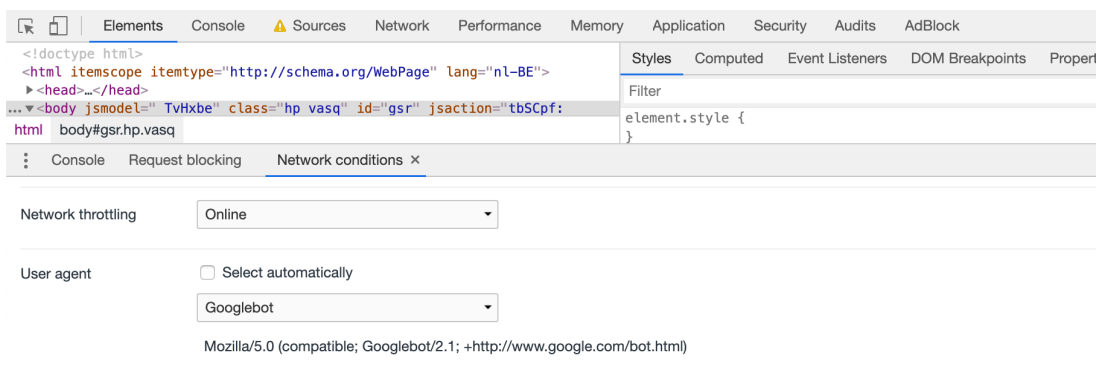 Elements Console Sources Network Performance Memory Application Security Audits AdBlock
<!doctype html>
<html itemscope itemtype="http://schema.org/WebPage" lang="nl-BE">
▶<head>…</head>
...▼<body jsmodel=" TvHxbe" class="hp vasq" id="gsr" jsaction="tbSCpf:
html body#gsr.hp.vasq
Styles Computed Event Listeners DOM Breakpoints Propert
Filter
element.style {
}
Console Request blocking Network conditions ×
Network throttling Online
User agent Select automatically
Googlebot
Mozilla/5.0 (compatible; Googlebot/2.1; +http://www.google.com/bot.html)